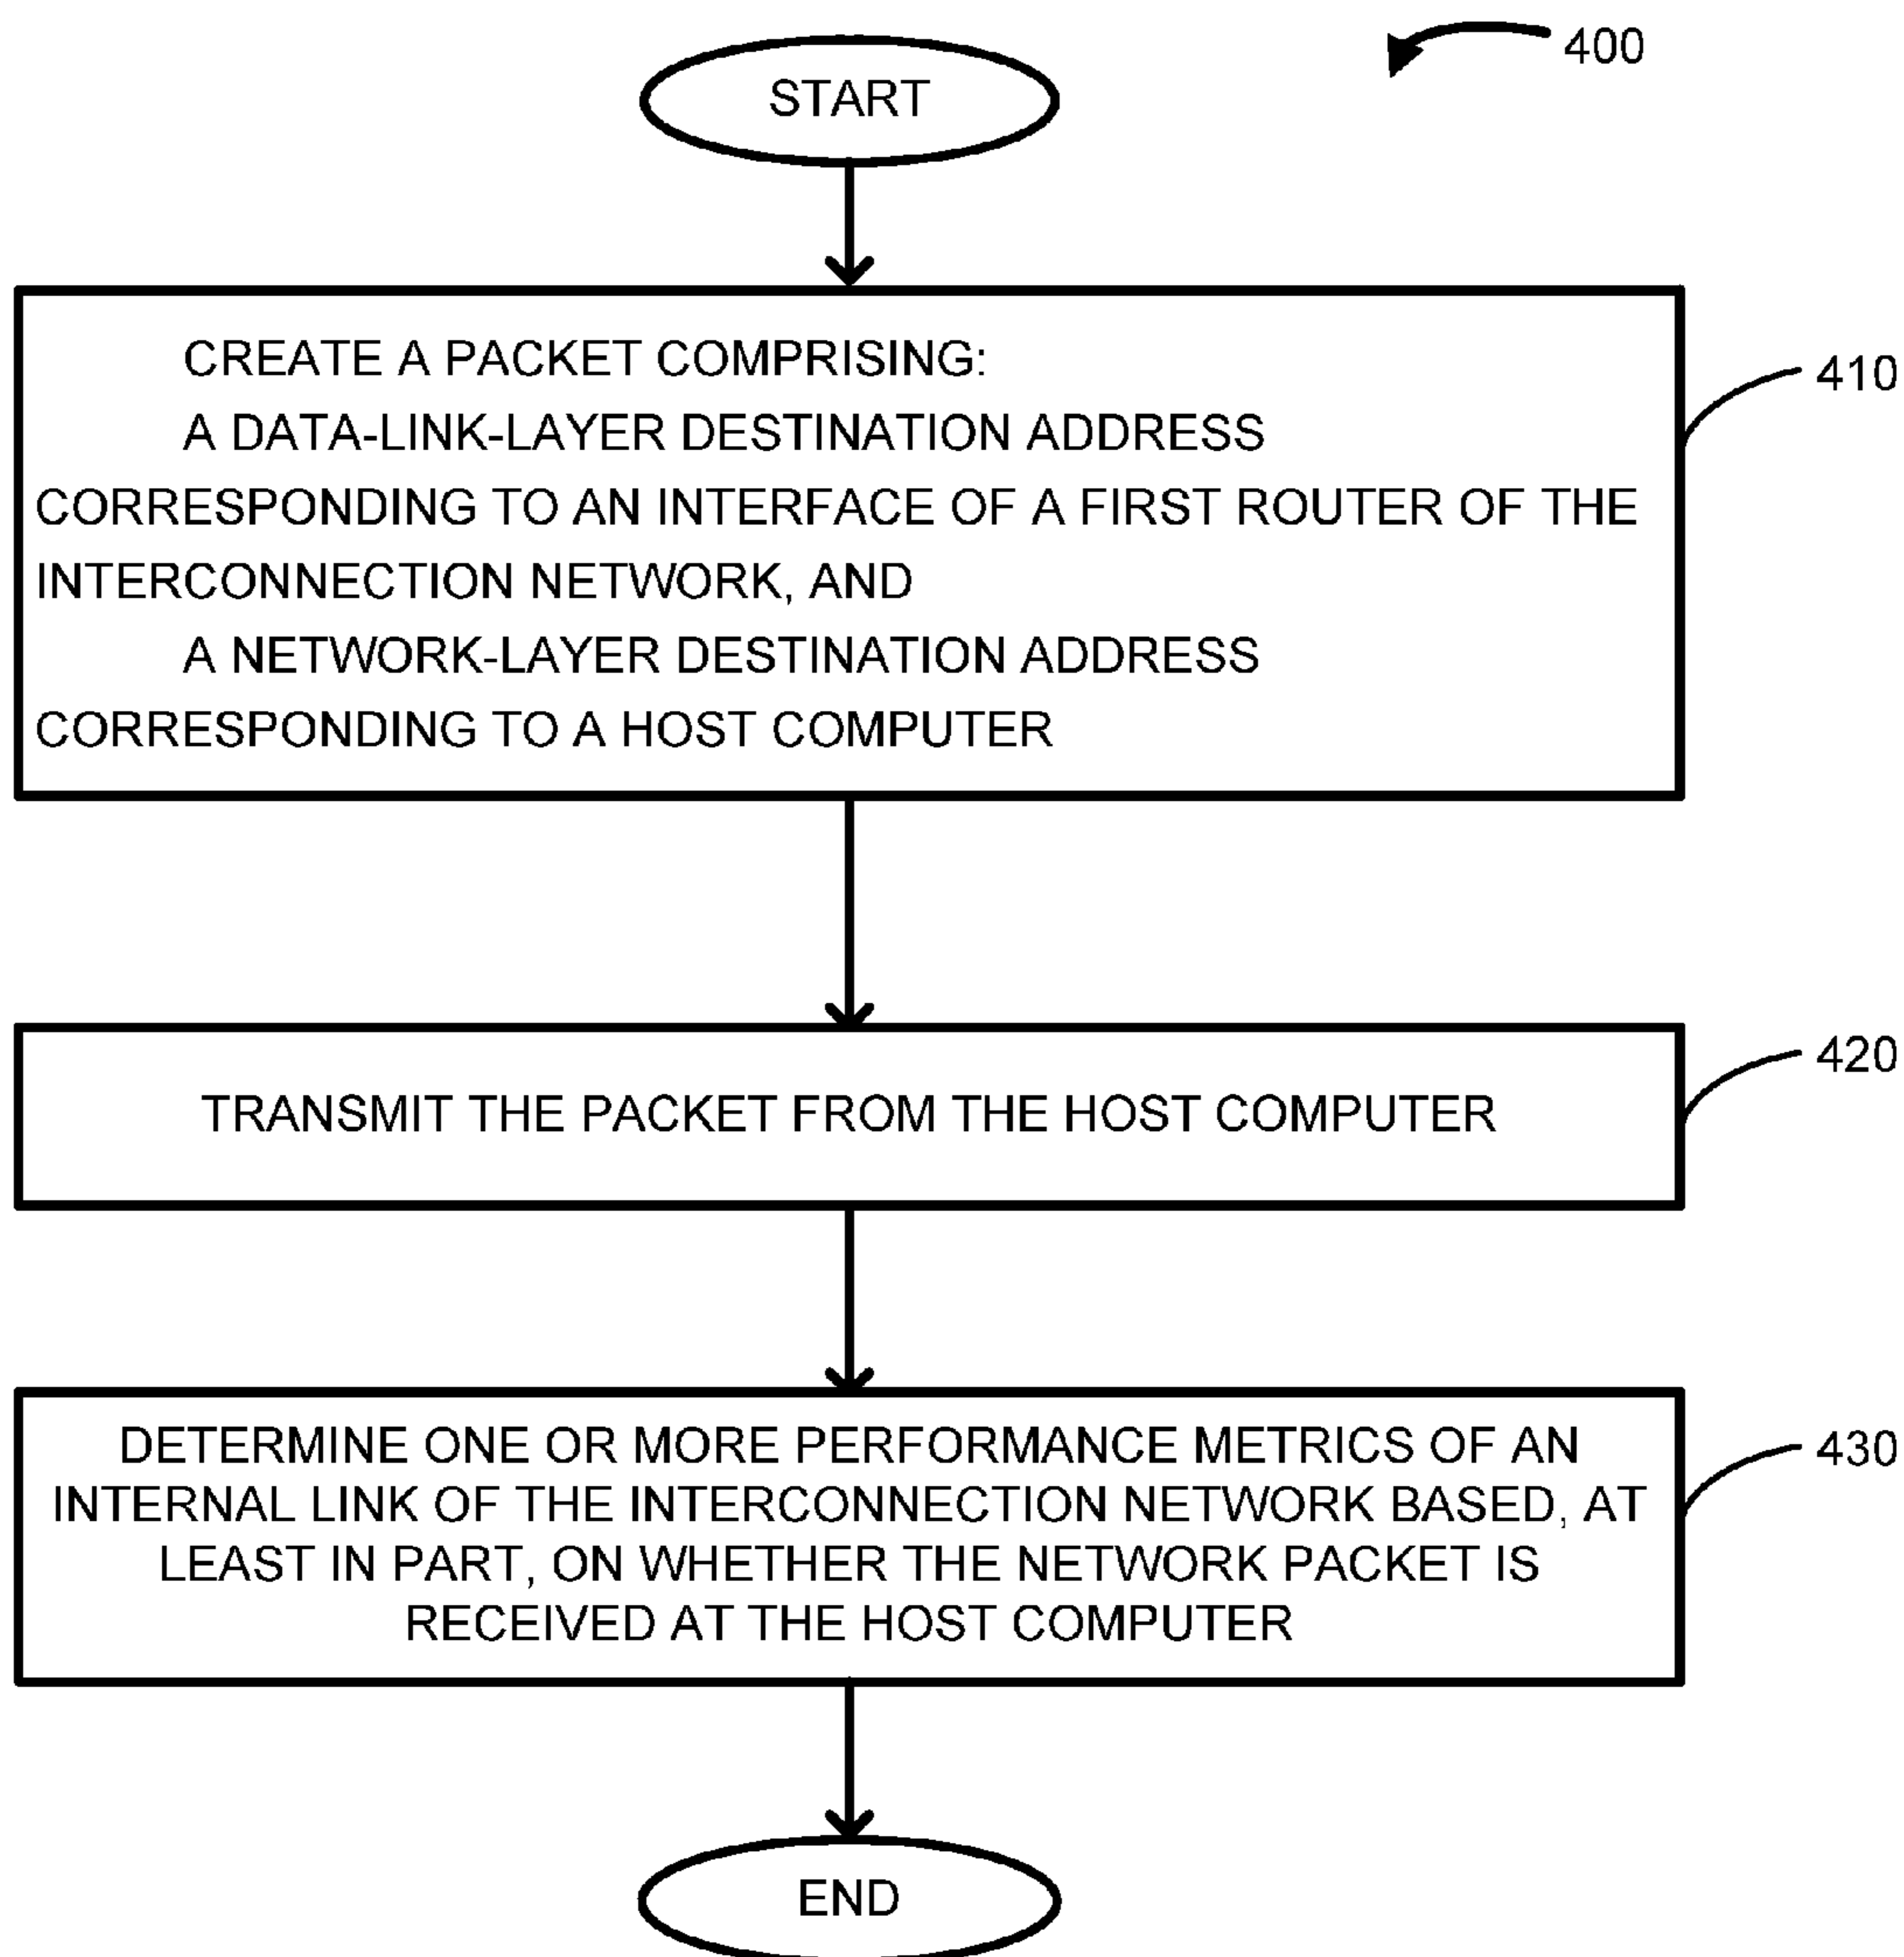 400
START
CREATE A PACKET COMPRISING:
A DATA-LINK-LAYER DESTINATION ADDRESS
CORRESPONDING TO AN INTERFACE OF A FIRST ROUTER OF THE
INTERCONNECTION NETWORK, AND
A NETWORK-LAYER DESTINATION ADDRESS
CORRESPONDING TO A HOST COMPUTER
410
TRANSMIT THE PACKET FROM THE HOST COMPUTER
420
DETERMINE ONE OR MORE PERFORMANCE METRICS OF AN
INTERNAL LINK OF THE INTERCONNECTION NETWORK BASED, AT
LEAST IN PART, ON WHETHER THE NETWORK PACKET IS
RECEIVED AT THE HOST COMPUTER
430
END